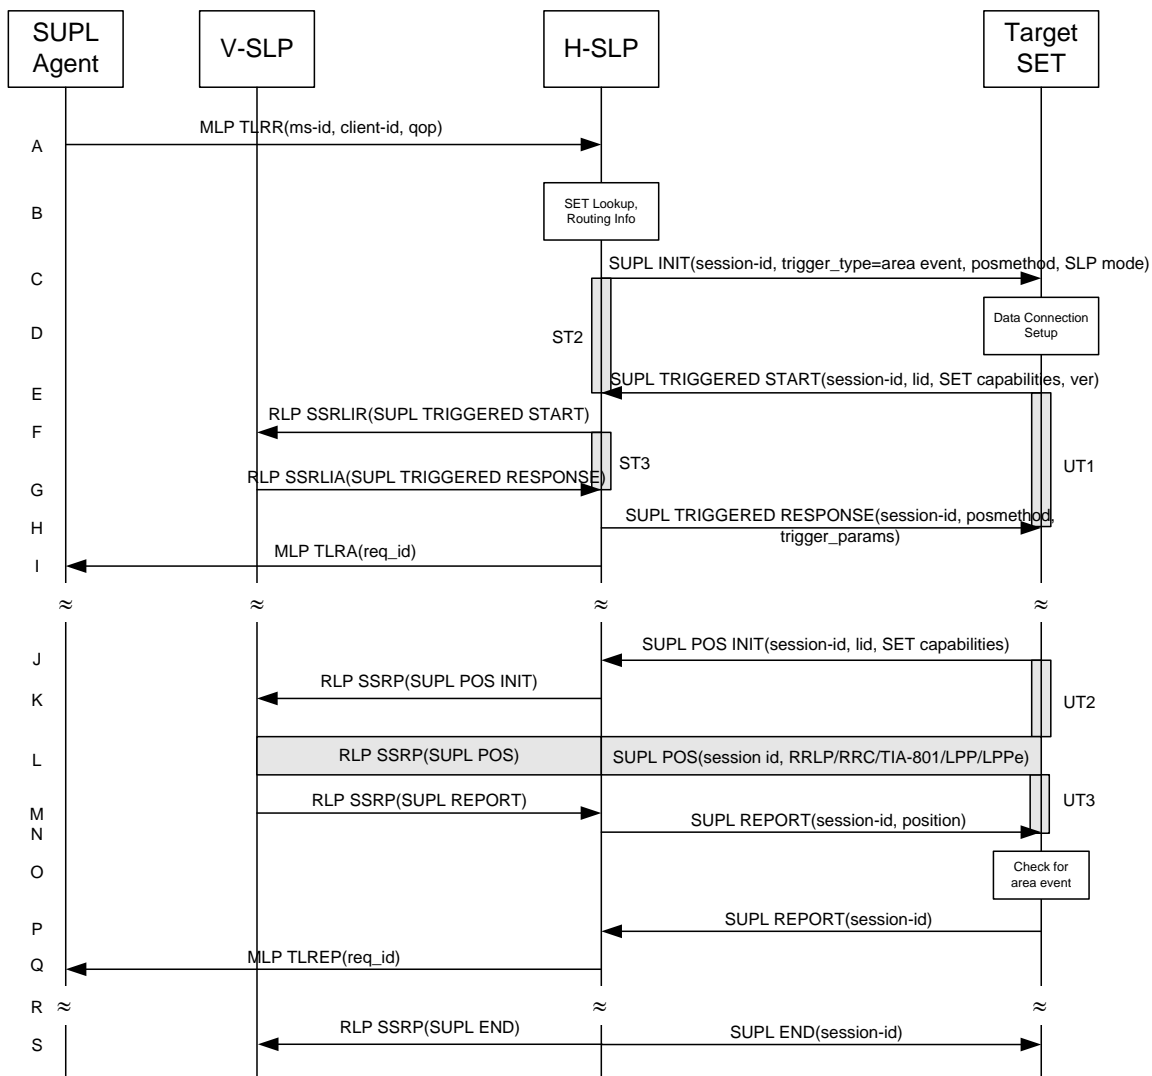 SUPL
Agent
V-SLP
H-SLP
Target
SET
A
MLP TLRR(ms-id, client-id, qop)
B
SET Lookup,
Routing Info
C
SUPL INIT(session-id, trigger_type=area event, posmethod, SLP mode)
D
ST2
Data Connection
Setup
E
SUPL TRIGGERED START(session-id, lid, SET capabilities, ver)
F
RLP SSRLIR(SUPL TRIGGERED START)
ST3
UT1
G
RLP SSRLIA(SUPL TRIGGERED RESPONSE)
H
SUPL TRIGGERED RESPONSE(session-id, posmethod,
trigger_params)
I
MLP TLRA(req_id)
≈ ≈ ≈ ≈
J
SUPL POS INIT(session-id, lid, SET capabilities)
K
RLP SSRP(SUPL POS INIT)
UT2
L
RLP SSRP(SUPL POS)
SUPL POS(session id, RRLP/RRC/TIA-801/LPP/LPPe)
M
RLP SSRP(SUPL REPORT)
UT3
N
SUPL REPORT(session-id, position)
O
Check for
area event
P
SUPL REPORT(session-id)
Q
MLP TLREP(req_id)
R
≈ ≈ ≈
S
RLP SSRP(SUPL END)
SUPL END(session-id)